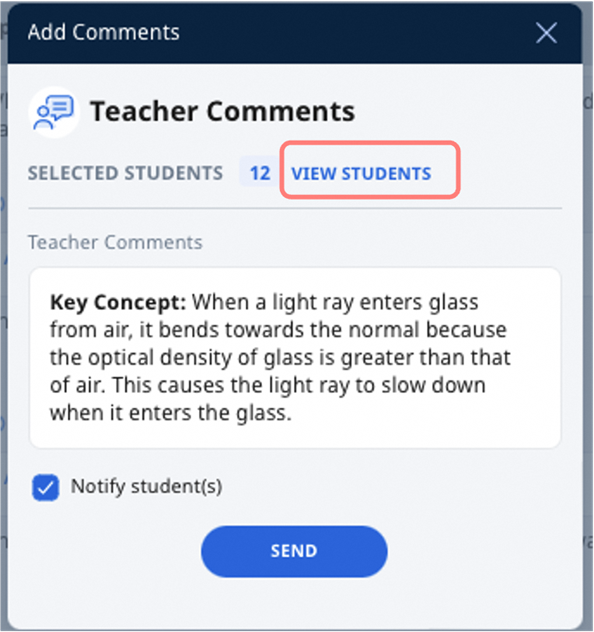 Add Comments
Teacher Comments
SELECTED STUDENTS 12 VIEW STUDENTS
Teacher Comments
Key Concept: When a light ray enters glass
from air, it bends towards the normal because
the optical density of glass is greater than that
of air. This causes the light ray to slow down
when it enters the glass.
Notify student(s)
SEND